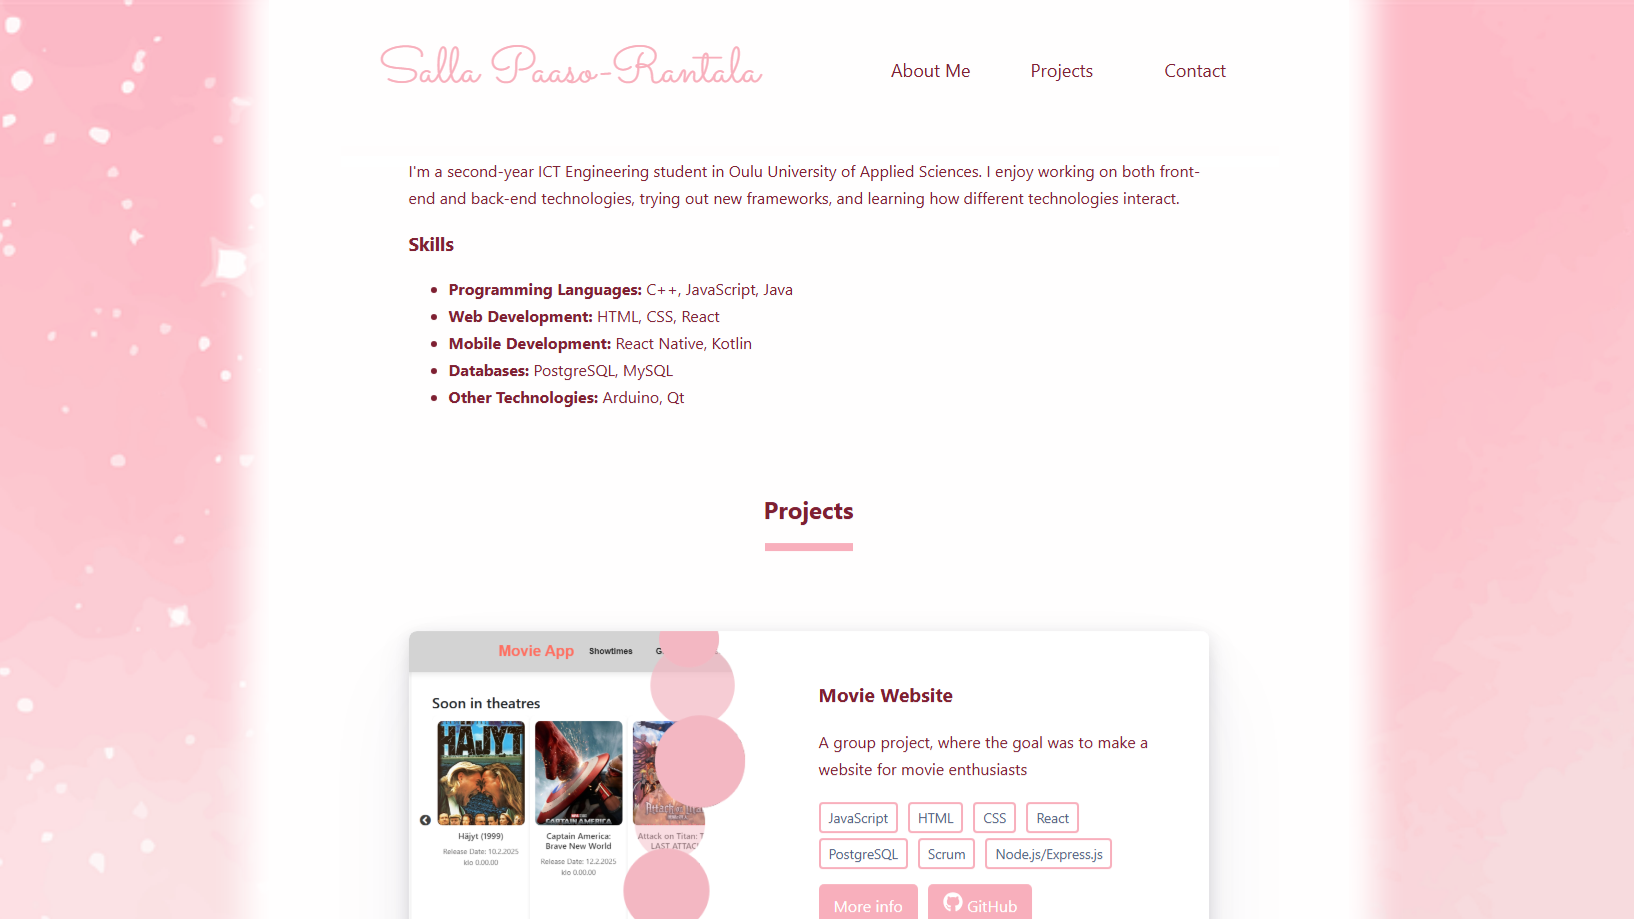 Salla Paaso-Rantala
About Me
Projects
Contact
I'm a second-year ICT Engineering student in Oulu University of Applied Sciences. I enjoy working on both front-
end and back-end technologies, trying out new frameworks, and learning how different technologies interact.
Skills
Programming Languages: C++, JavaScript, Java
Web Development: HTML, CSS, React
Mobile Development: React Native, Kotlin
Databases: PostgreSQL, MySQL
Other Technologies: Arduino, Qt
Projects
Movie App
Showtimes
Soon in theatres
HÄJYT
CAPTAIN AMERICA
Häjyt (1999)
Release Date: 10.2.2025
klo 0.00.00
Captain America:
Brave New World
Release Date: 12.2.2025
klo 0.00.00
Attack on Titan:
LAST
Movie Website
A group project, where the goal was to make a
website for movie enthusiasts
JavaScript
HTML
CSS
React
PostgreSQL
Scrum
Node.js/Express.js
More info
GitHub